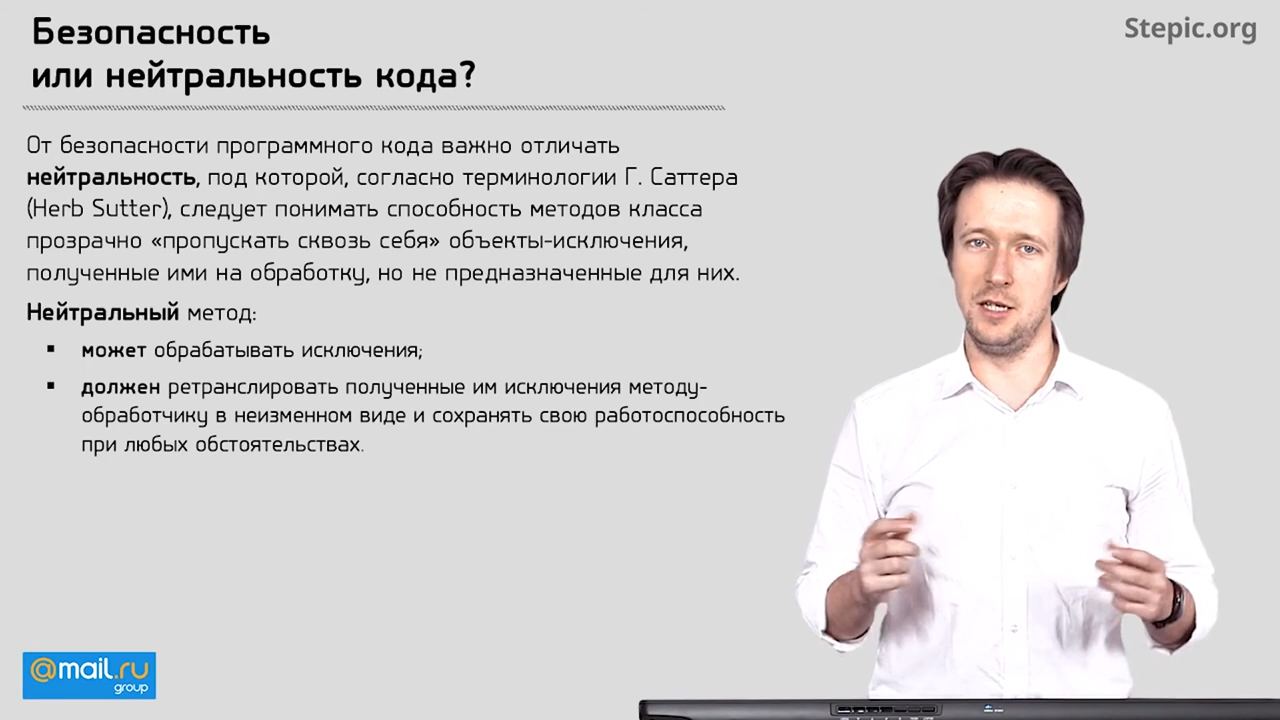 Безопасность
или нейтральность кода?
Stepic.org
От безопасности программного кода важно отличать
нейтральность, под которой, согласно терминологии Г. Саттера
(Herb Sutter), следует понимать способность методов класса
прозрачно «пропускать сквозь себя» объекты-исключения,
полученные ими на обработку, но не предназначенные для них.
Нейтральный метод:
▪ может обрабатывать исключения;
▪ должен ретранслировать полученные им исключения методу-
обработчику в неизменном виде и сохранять свою работоспособность
при любых обстоятельствах.
@mail.ru
group